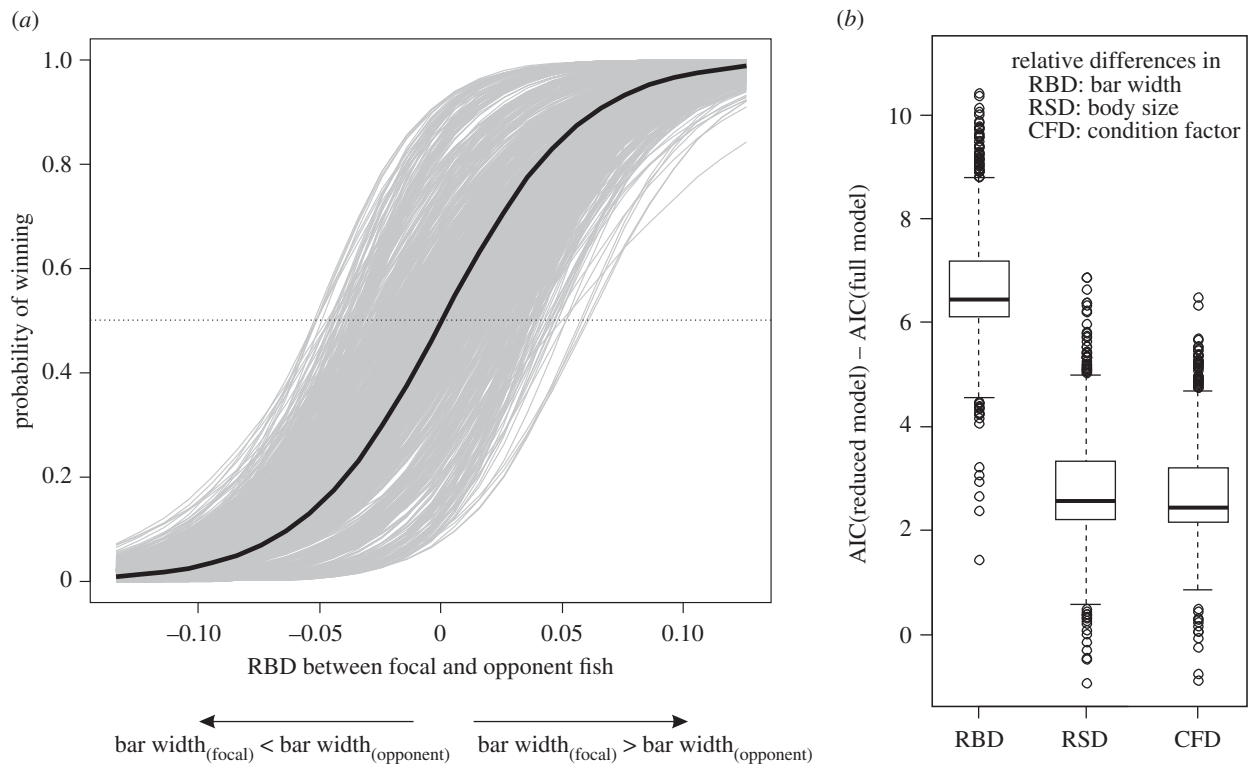 (a)
1.0
0.8
0.6
0.4
0.2
0
probability of winning
–0.10 –0.05 0 0.05 0.10
RBD between focal and opponent fish
bar width(focal) < bar width(opponent)
bar width(focal) > bar width(opponent)
(b)
relative differences in
RBD: bar width
RSD: body size
CFD: condition factor
10
8
6
4
2
0
AIC(reduced model) – AIC(full model)
RBD RSD CFD